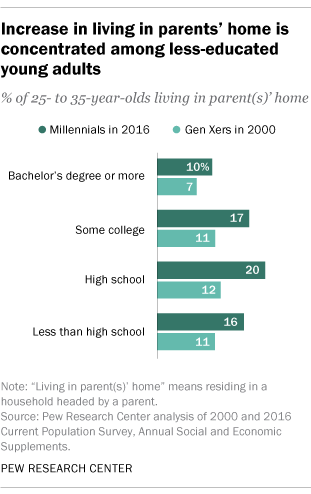 Increase in living in parents' home is
concentrated among less-educated
young adults
% of 25- to 35-year-olds living in parent(s)' home
Millennials in 2016 Gen Xers in 2000
Bachelor's degree or more 10%
7
Some college 17
11
High school 20
12
Less than high school 16
11
Note: "Living in parent(s)' home" means residing in a
household headed by a parent.
Source: Pew Research Center analysis of 2000 and 2016
Current Population Survey, Annual Social and Economic
Supplements.
PEW RESEARCH CENTER